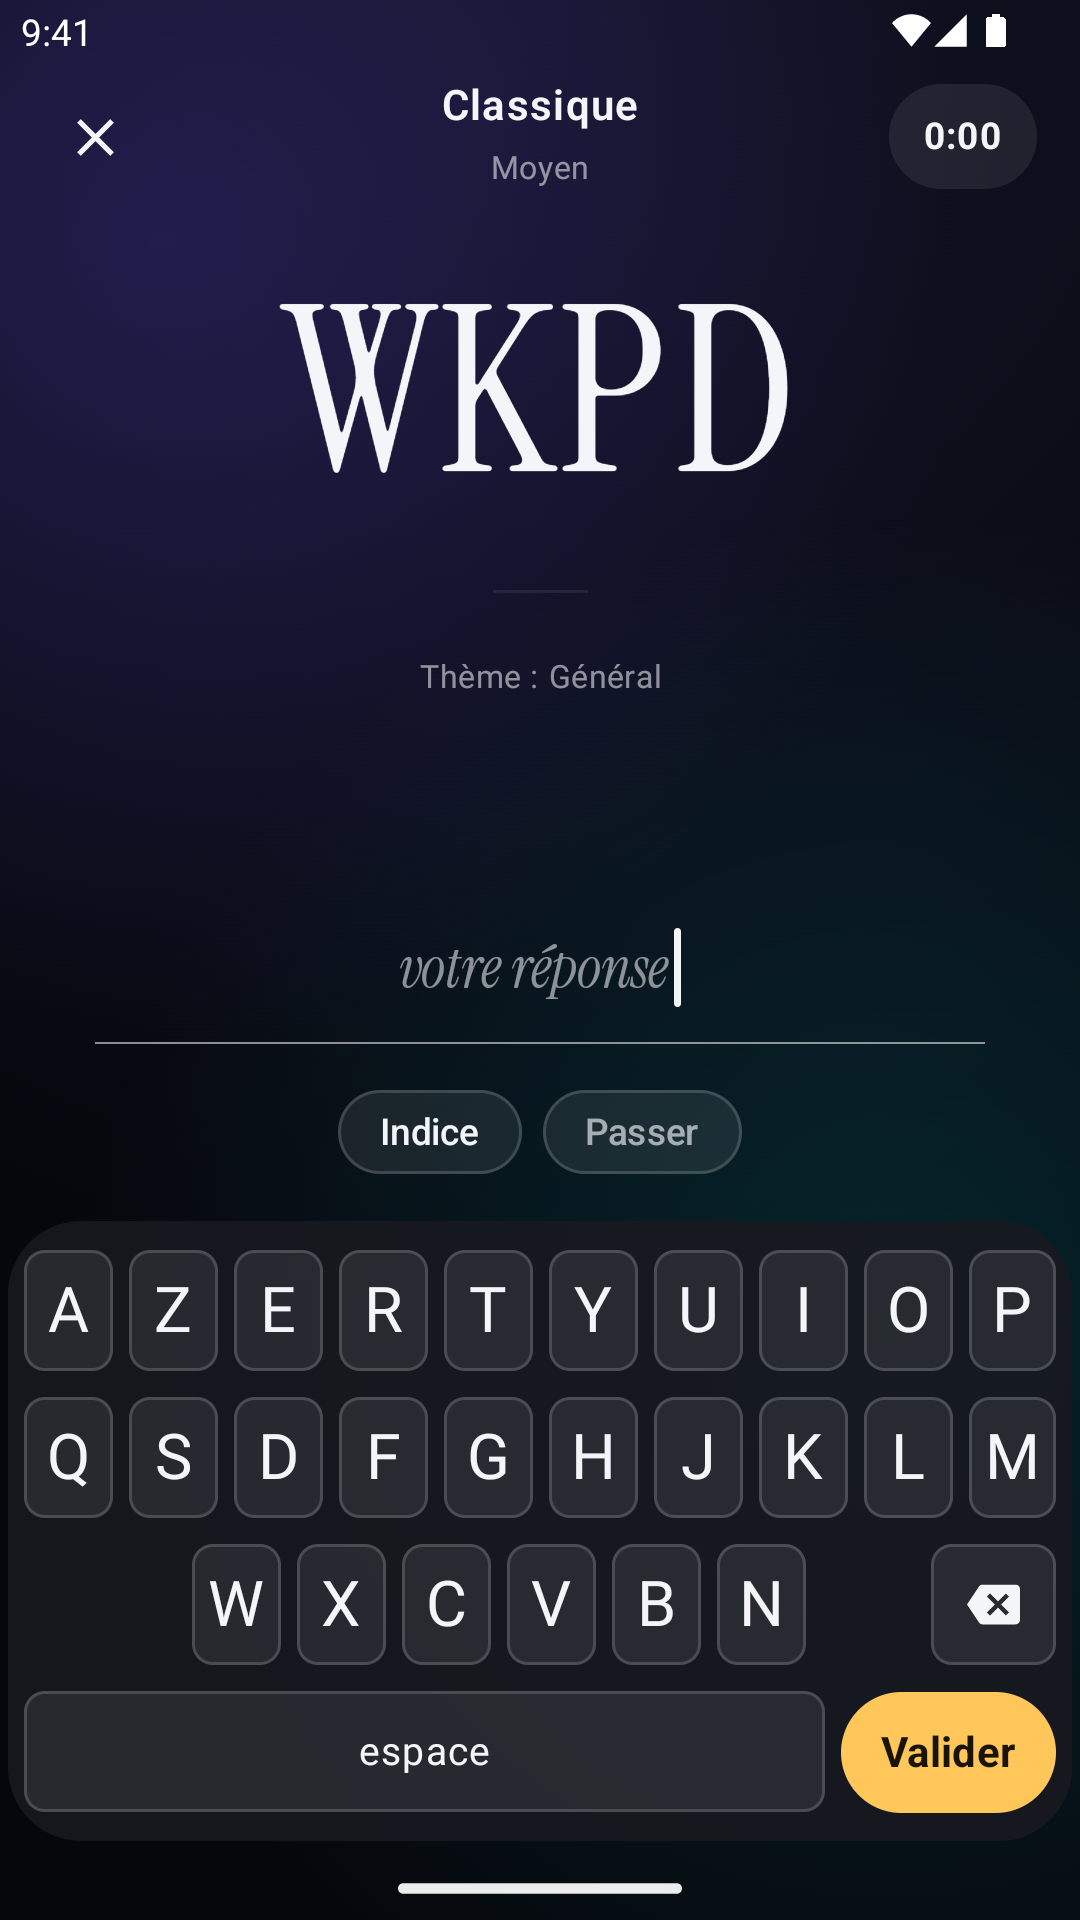 9:41
Classique
Moyen
0:00
WKPD
Thème : Général
votre réponse
Indice
Passer
A Z E R T Y U I O P
Q S D F G H J K L M
W X C V B N
espace
Valider